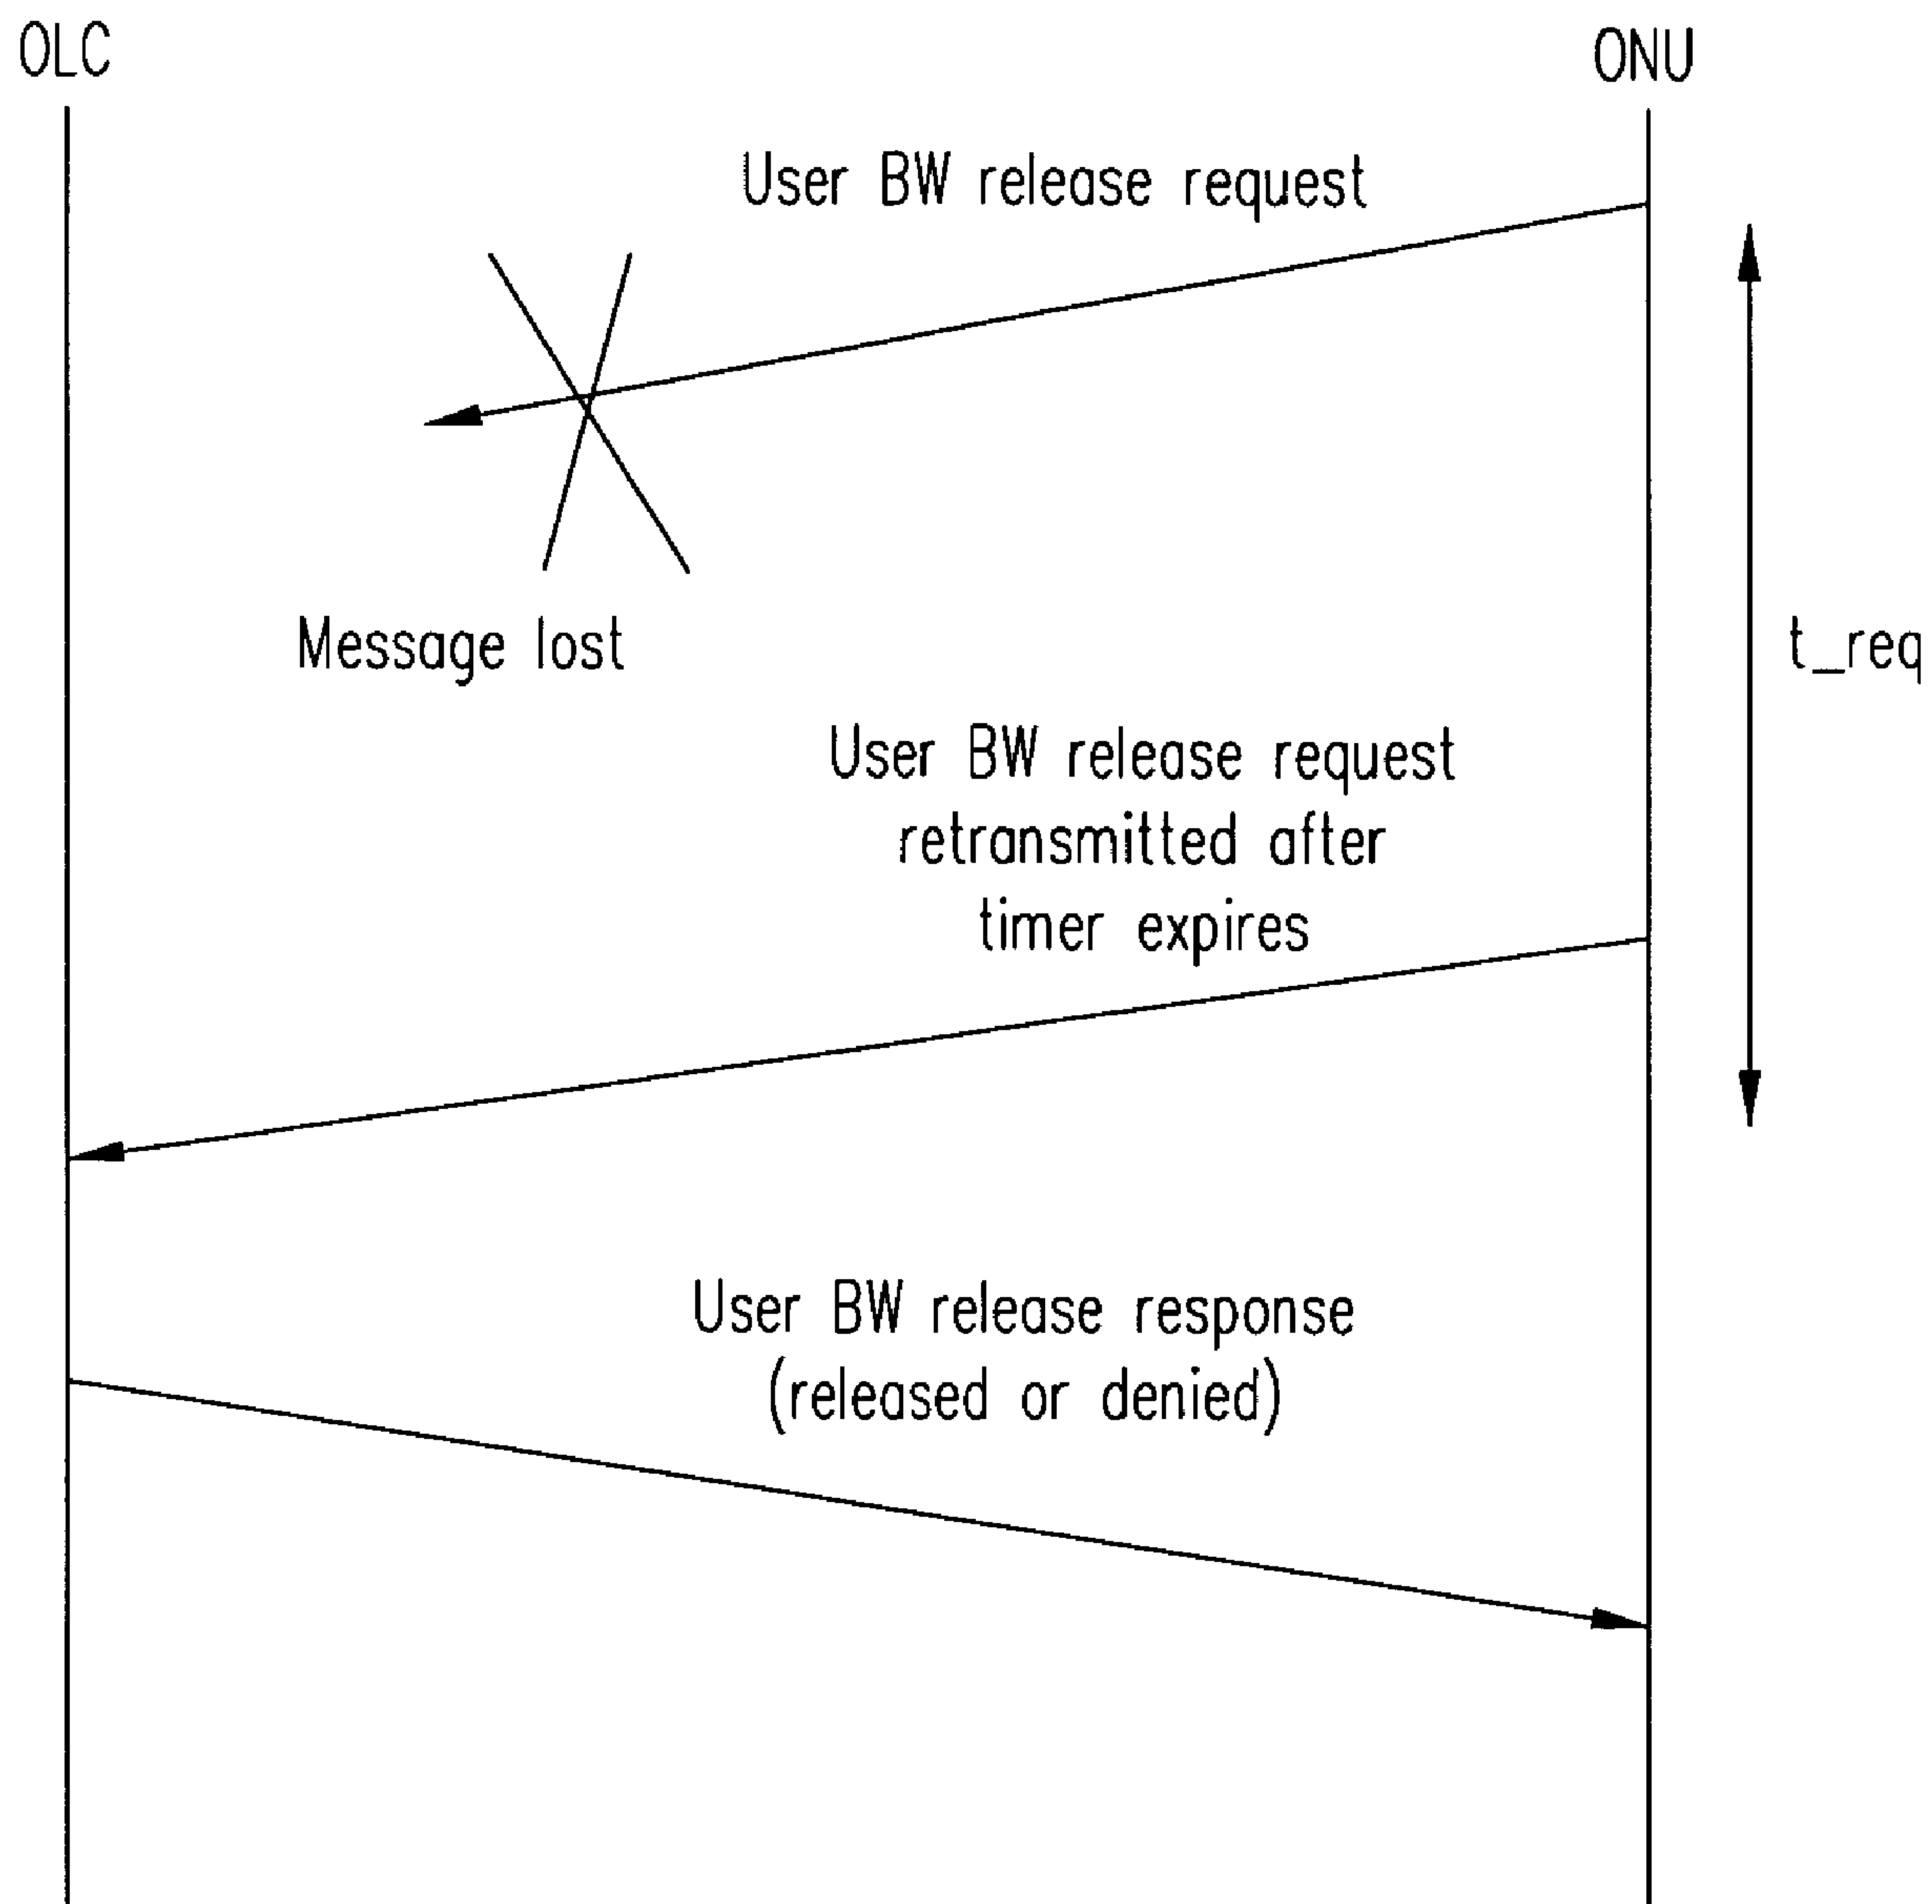 OLC
ONU
User BW release request
Message lost
t_req
User BW release request
retransmitted after
timer expires
User BW release response
(released or denied)